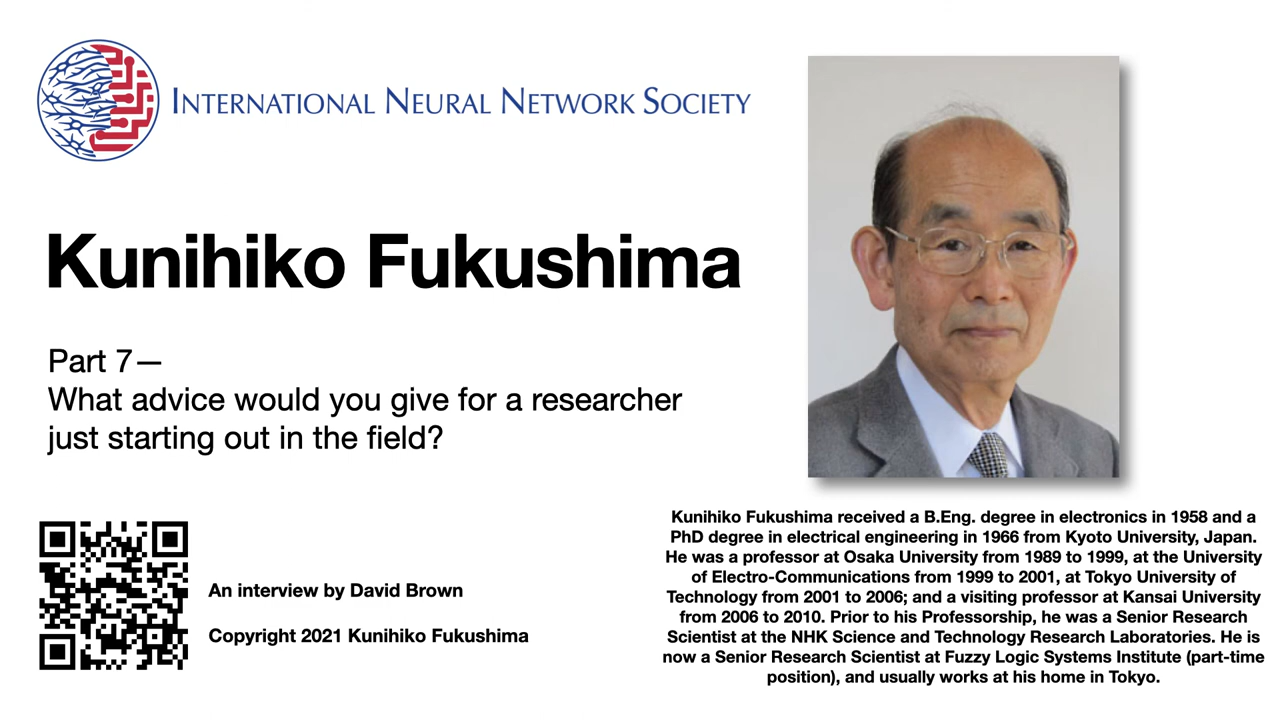 INTERNATIONAL NEURAL NETWORK SOCIETY
Kunihiko Fukushima
Part 7—
What advice would you give for a researcher
just starting out in the field?
An interview by David Brown
Copyright 2021 Kunihiko Fukushima
Kunihiko Fukushima received a B.Eng. degree in electronics in 1958 and a
PhD degree in electrical engineering in 1966 from Kyoto University, Japan.
He was a professor at Osaka University from 1989 to 1999, at the University
of Electro-Communications from 1999 to 2001, at Tokyo University of
Technology from 2001 to 2006; and a visiting professor at Kansai University
from 2006 to 2010. Prior to his Professorship, he was a Senior Research
Scientist at the NHK Science and Technology Research Laboratories. He is
now a Senior Research Scientist at Fuzzy Logic Systems Institute (part-time
position), and usually works at his home in Tokyo.